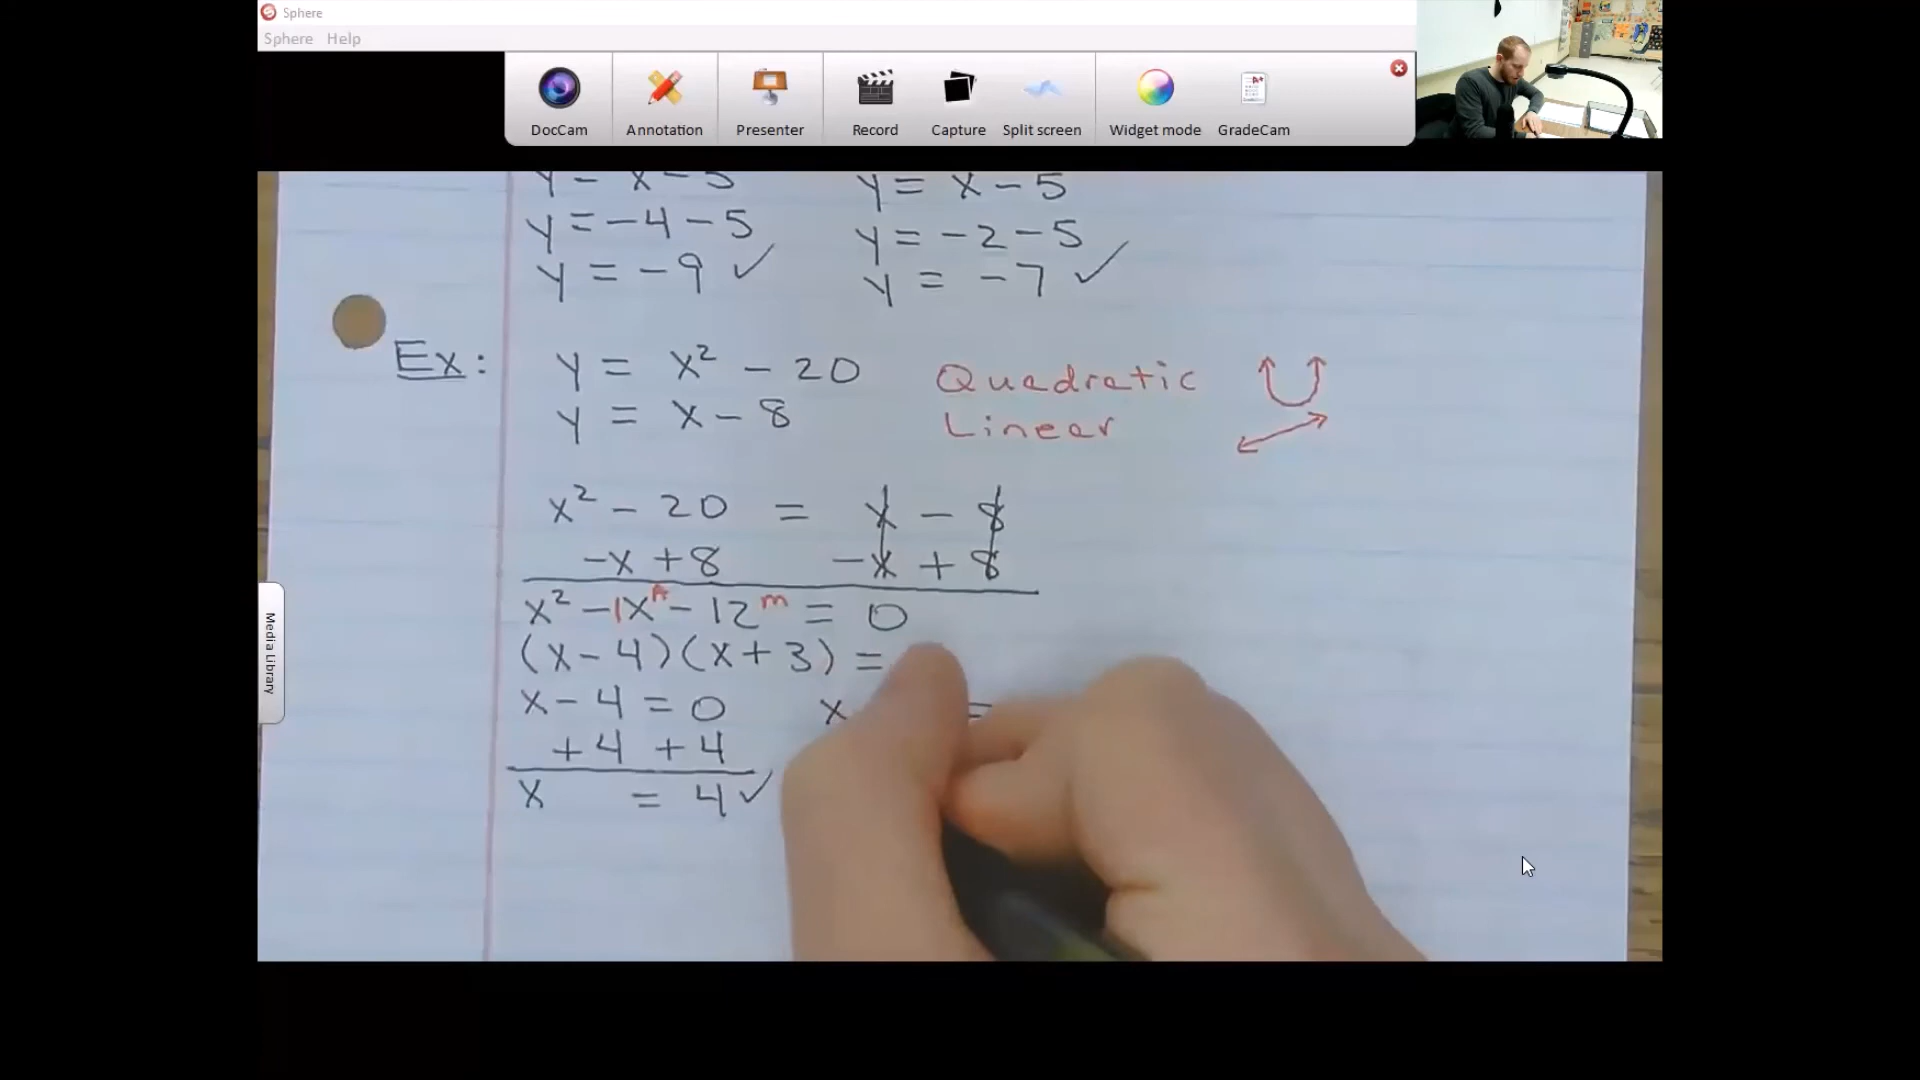 Sphere
Sphere Help
DocCam Annotation Presenter Record Capture Split screen Widget mode GradeCam
Media Library
y = x - 5 y = x - 5
y = -4 - 5 y = -2 - 5
y = -9 ✓ y = -7 ✓
Ex: y = x² - 20 Quadratic
y = x - 8 Linear
x² - 20 = x - 8
-x + 8 -x + 8
x² - 1x ᴬ - 12 ᵐ = 0
(x - 4)(x + 3) =
x - 4 = 0 x =
+4 +4
x = 4 ✓